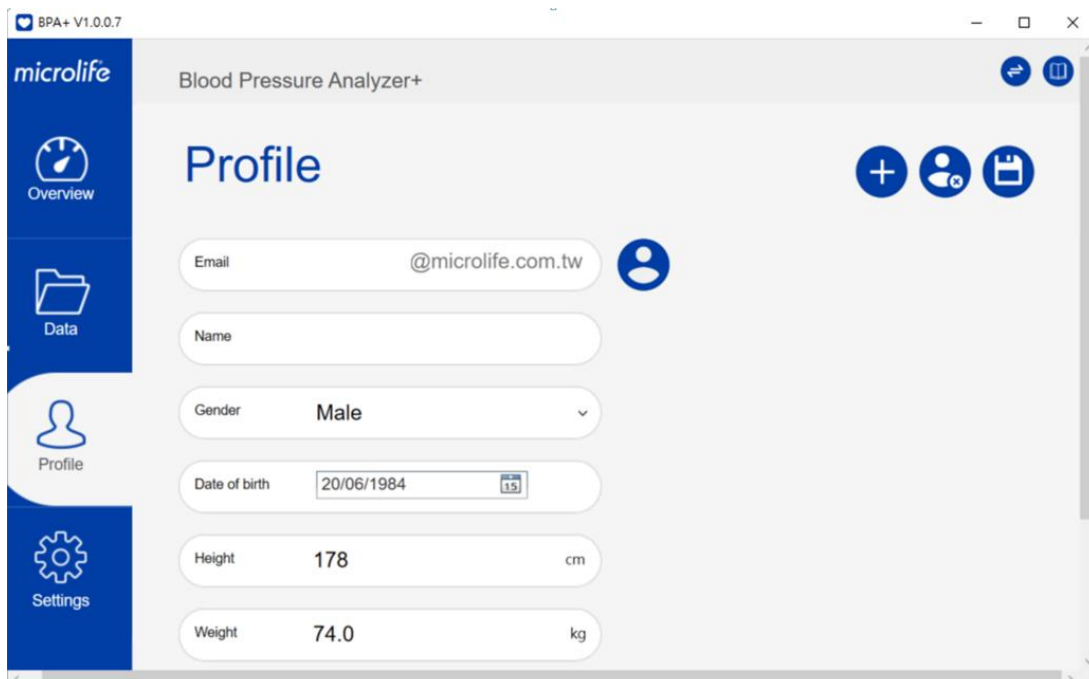 BPA+ V1.0.0.7
microlife
Blood Pressure Analyzer+
Overview
Data
Profile
Settings
Profile
Email @microlife.com.tw
Name
Gender Male
Date of birth 20/06/1984 15
Height 178 cm
Weight 74.0 kg